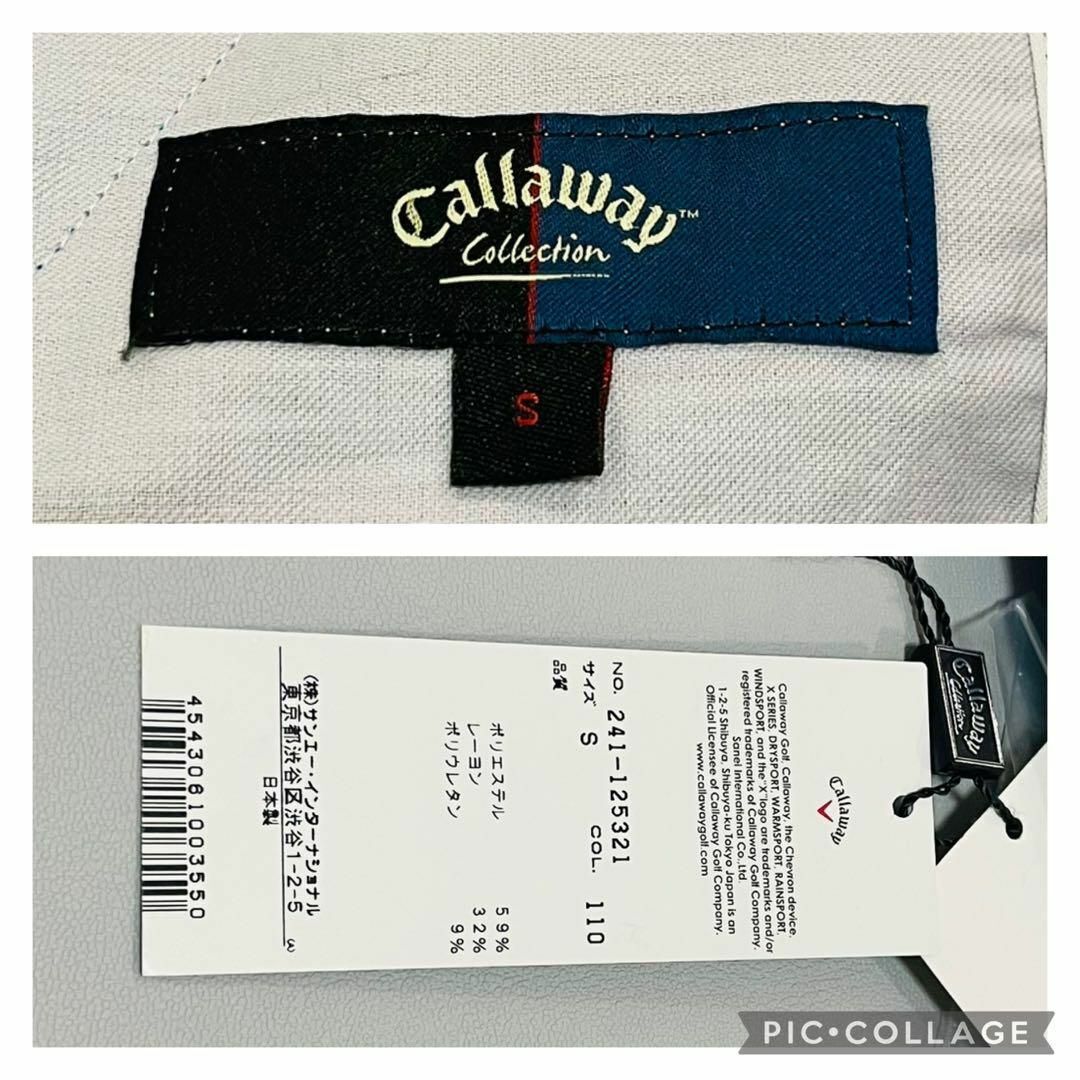 Callaway™
Collection
S
Callaway
Collection
Callaway
Callaway Golf, Callaway, the Chevron device,
X SERIES, DRYSPORT, WARMSPORT, RAINSPORT,
WINDSPORT, and the "X" logo are trademarks and/or
registered trademarks of Callaway Golf Company.
Sanei International Co., Ltd.
1-2-5 Shibuya, Shibuya-ku Tokyo Japan is an
Official Licensee of Callaway Golf Company.
www.callawaygolf.com
NO. 241-125321
サイズ S COL. 110
品質
ポリエステル 59%
レーヨン 32%
ポリウレタン 9%
(株)サンエー・インターナショナル
東京都渋谷区渋谷1-2-5 (A)
日本製
4543061003550
PIC•COLLAGE